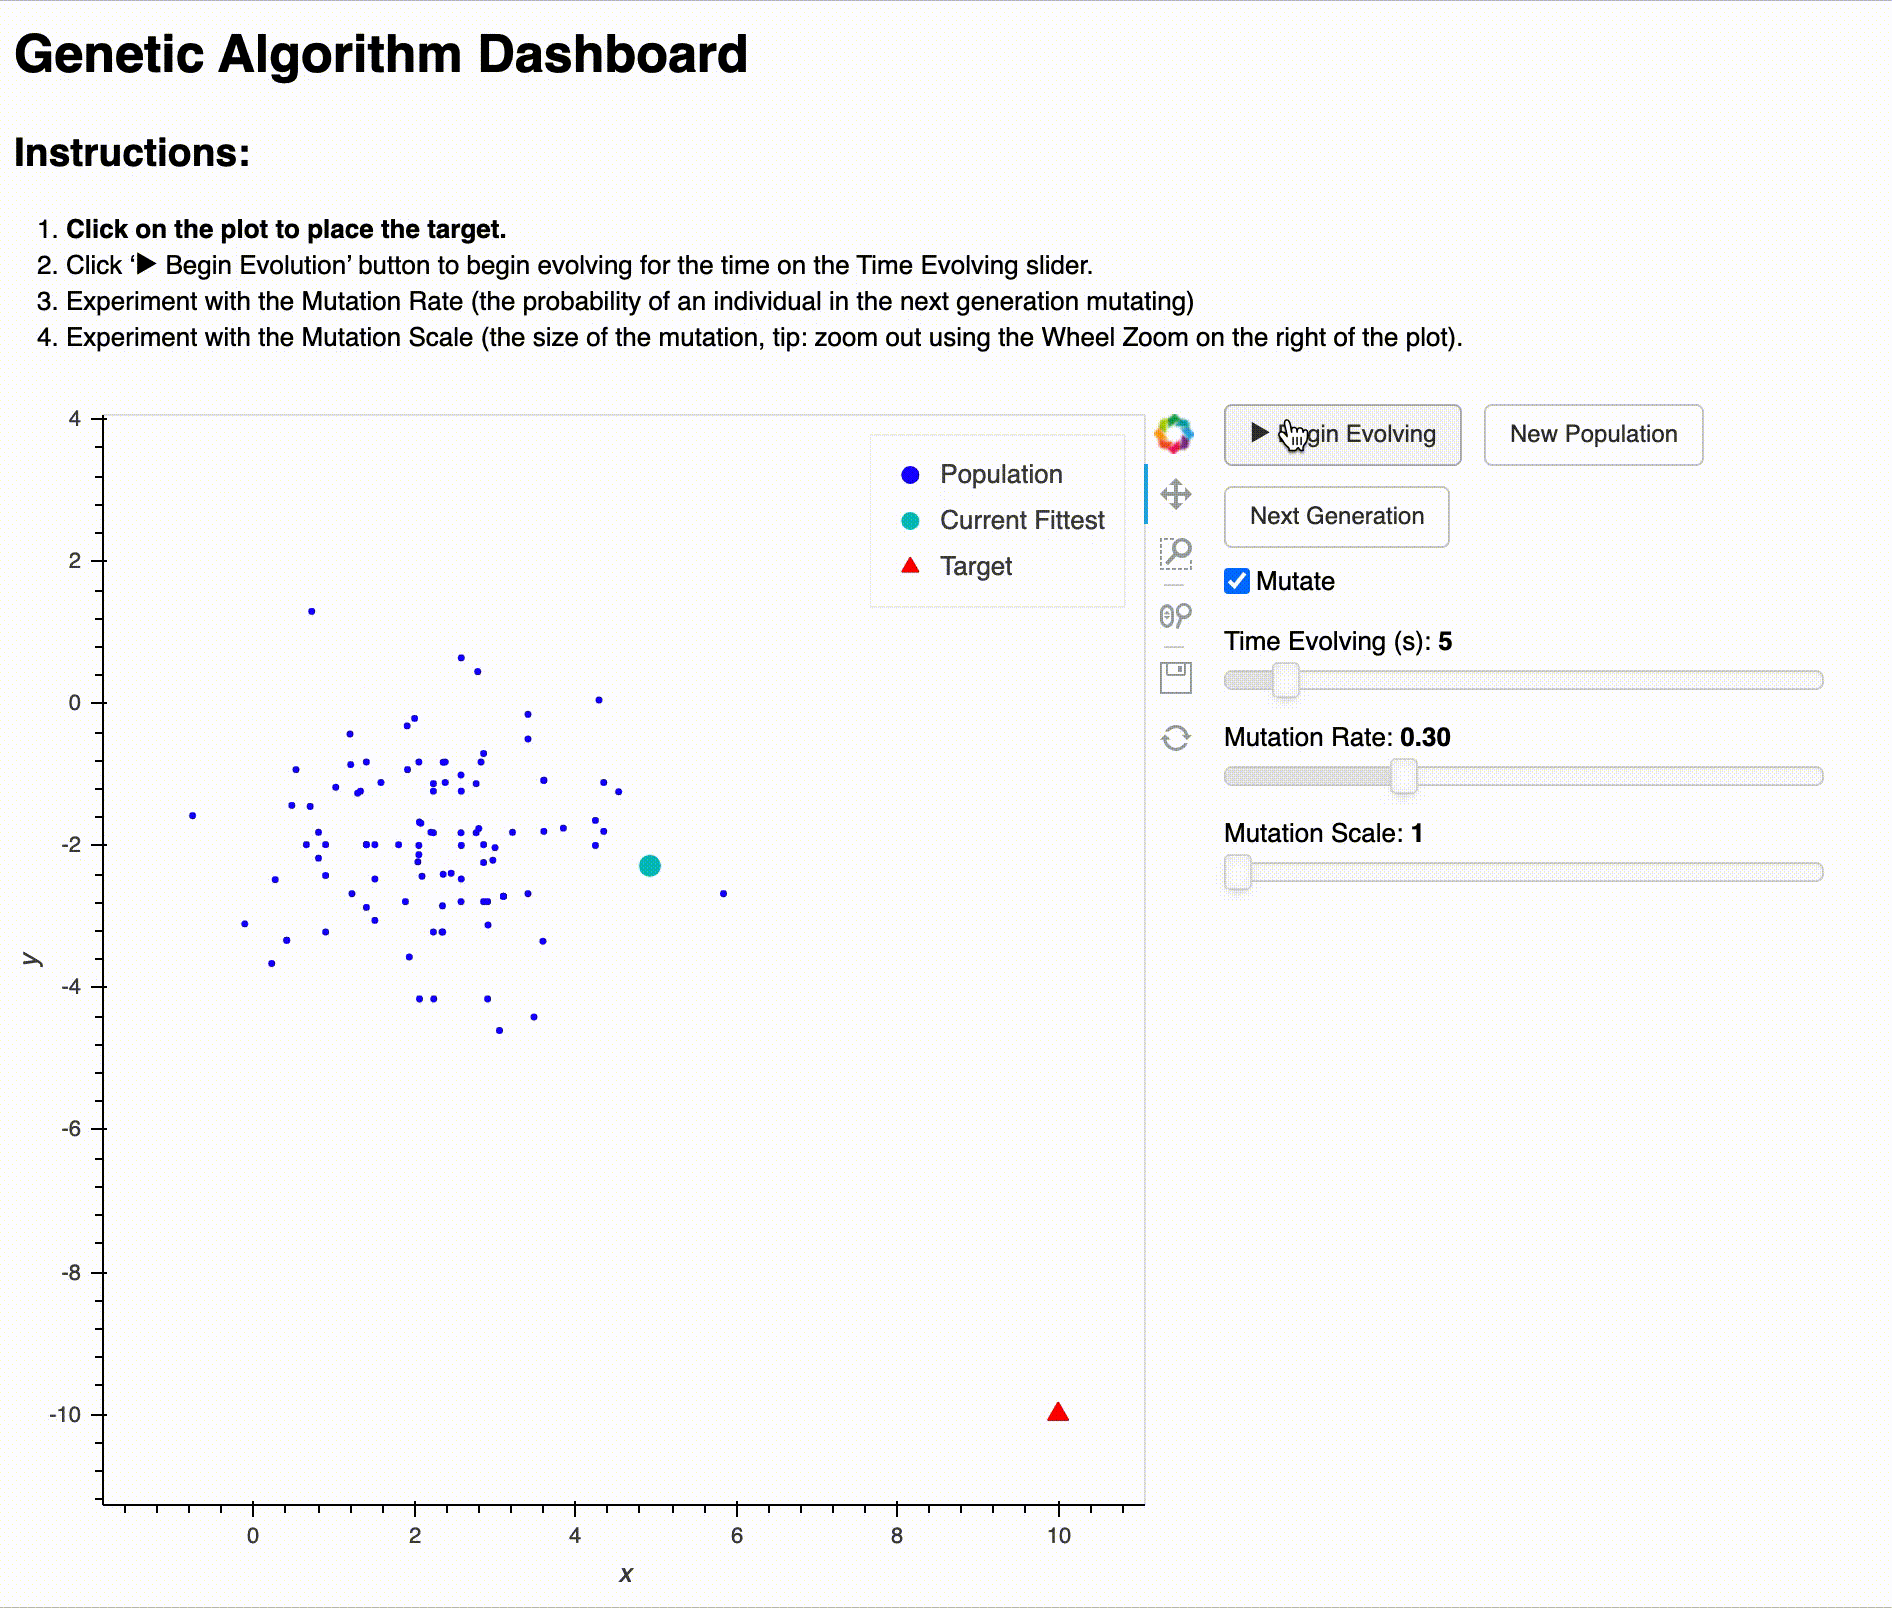 Genetic Algorithm Dashboard
Instructions:
1. Click on the plot to place the target.
2. Click ‘▶ Begin Evolution’ button to begin evolving for the time on the Time Evolving slider.
3. Experiment with the Mutation Rate (the probability of an individual in the next generation mutating)
4. Experiment with the Mutation Scale (the size of the mutation, tip: zoom out using the Wheel Zoom on the right of the plot).
4
2
0
-2
-4
-6
-8
-10
y
0 2 4 6 8 10
x
Population
Current Fittest
Target
▶ Begin Evolving
New Population
Next Generation
Mutate
Time Evolving (s): 5
Mutation Rate: 0.30
Mutation Scale: 1